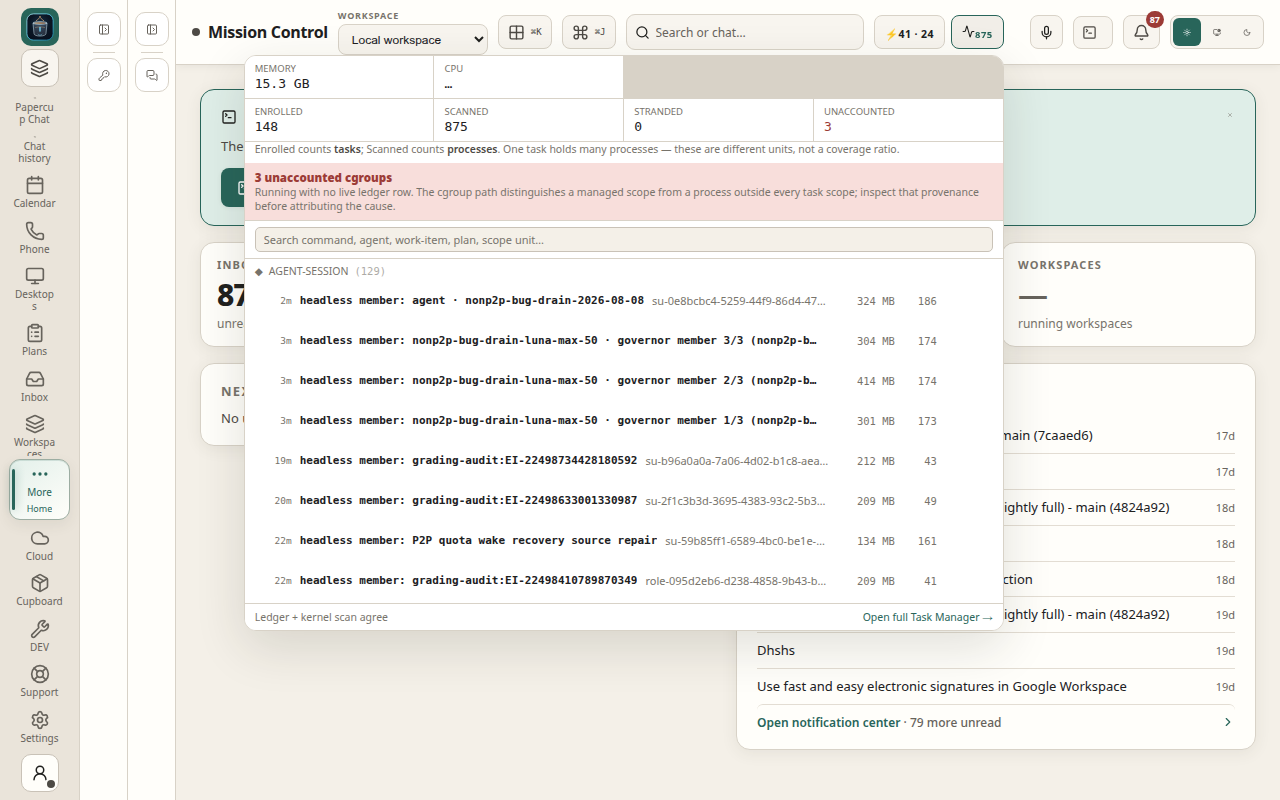 Mission Control
WORKSPACE
Local workspace
⌘K
⌘J
Search or chat...
⚡41 · 24
875
87
Papercu
p Chat
Chat
history
Calendar
Phone
Desktop
s
Plans
Inbox
Workspa
ces
More
Home
Cloud
Cupboard
DEV
Support
Settings
MEMORY
15.3 GB
CPU
…
ENROLLED
148
SCANNED
875
STRANDED
0
UNACCOUNTED
3
Enrolled counts tasks; Scanned counts processes. One task holds many processes — these are different units, not a coverage ratio.
3 unaccounted cgroups
Running with no live ledger row. The cgroup path distinguishes a managed scope from a process outside every task scope; inspect that provenance
before attributing the cause.
Search command, agent, work-item, plan, scope unit...
◆ AGENT-SESSION (129)
2m headless member: agent · nonp2p-bug-drain-2026-08-08 su-0e8bcbc4-5259-44f9-86d4-47... 324 MB 186
3m headless member: nonp2p-bug-drain-luna-max-50 · governor member 3/3 (nonp2p-b… 304 MB 174
3m headless member: nonp2p-bug-drain-luna-max-50 · governor member 2/3 (nonp2p-b… 414 MB 174
3m headless member: nonp2p-bug-drain-luna-max-50 · governor member 1/3 (nonp2p-b… 301 MB 173
19m headless member: grading-audit:EI-22498734428180592 su-b96a0a0a-7a06-4d02-b1c8-aea... 212 MB 43
20m headless member: grading-audit:EI-22498633001330987 su-2f1c3b3d-3695-4383-93c2-5b3... 209 MB 49
22m headless member: P2P quota wake recovery source repair su-59b85ff1-6589-4bc0-be1e-... 134 MB 161
22m headless member: grading-audit:EI-22498410789870349 role-095d2eb6-d238-4858-9b43-b... 209 MB 41
Ledger + kernel scan agree
Open full Task Manager →
The
INBO
87
unre
NEX
No u
WORKSPACES
—
running workspaces
main (7caaed6) 17d
17d
ightly full) - main (4824a92) 18d
18d
ction 18d
ightly full) - main (4824a92) 19d
Dhshs 19d
Use fast and easy electronic signatures in Google Workspace 19d
Open notification center · 79 more unread